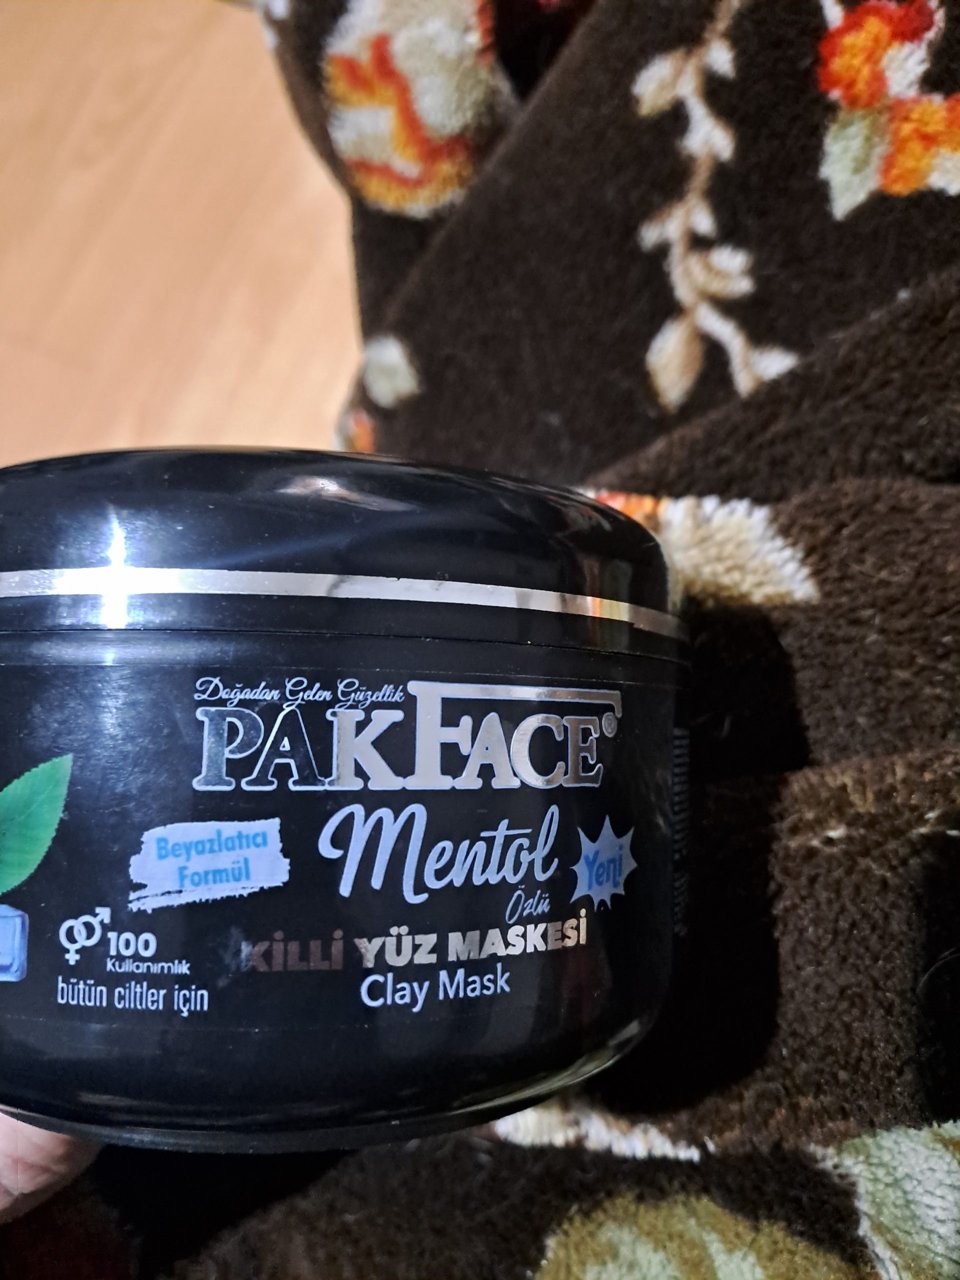 Doğadan Gelen Güzellik
PAKFACE®
Beyazlatıcı
Formül
Mentol
Özlü
Yeni
100
Kullanımlık
bütün ciltler için
KİLLİ YÜZ MASKESİ
Clay Mask